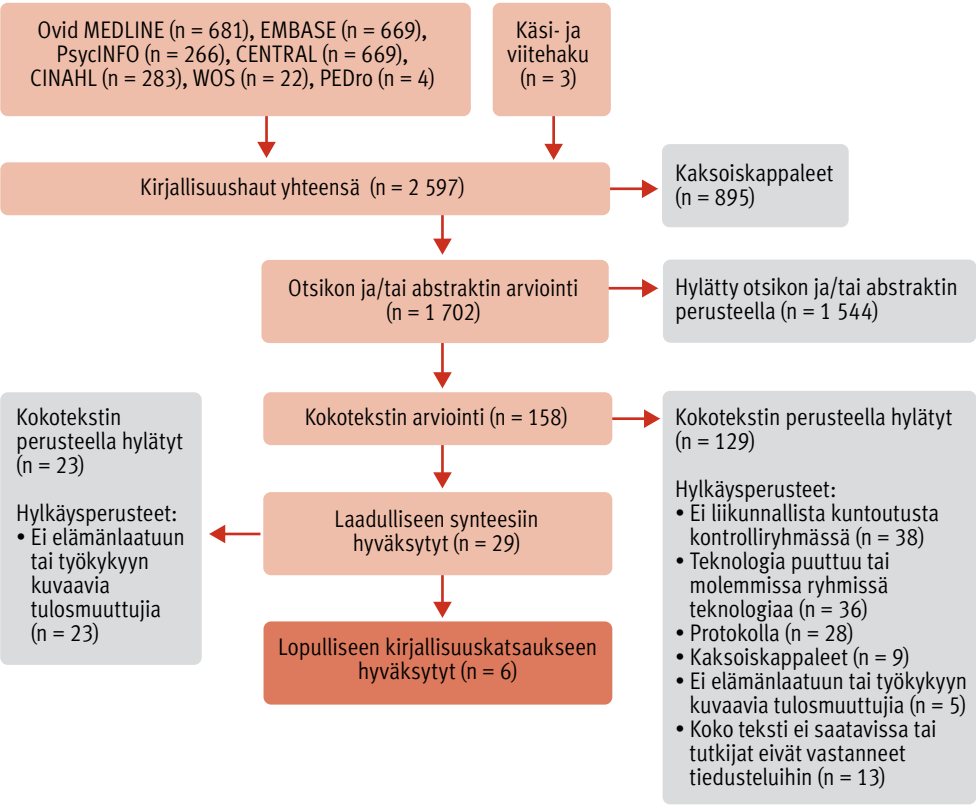 Ovid MEDLINE (n = 681), EMBASE (n = 669),
PsycINFO (n = 266), CENTRAL (n = 669),
CINAHL (n = 283), WOS (n = 22), PEDro (n = 4)
Käsi- ja
viitehaku
(n = 3)
Kirjallisuushaut yhteensä (n = 2 597)
Kaksoiskappaleet
(n = 895)
Otsikon ja/tai abstraktin arviointi
(n = 1 702)
Hylätty otsikon ja/tai abstraktin
perusteella (n = 1 544)
Kokotekstin arviointi (n = 158)
Kokotekstin perusteella hylätyt
(n = 129)
Hylkäysperusteet:
• Ei liikunnallista kuntoutusta
kontrolliryhmässä (n = 38)
• Teknologia puuttuu tai
molemmissa ryhmissä
teknologiaa (n = 36)
• Protokolla (n = 28)
• Kaksoiskappaleet (n = 9)
• Ei elämänlaatuun tai työkykyyn
kuvaavia tulosmuuttujia (n = 5)
• Koko teksti ei saatavissa tai
tutkijat eivät vastanneet
tiedusteluihin (n = 13)
Kokotekstin
perusteella hylätyt
(n = 23)
Hylkäysperusteet:
• Ei elämänlaatuun
tai työkykyyn
kuvaavia
tulosmuuttujia
(n = 23)
Laadulliseen synteesiin
hyväksytyt (n = 29)
Lopulliseen kirjallisuuskatsaukseen
hyväksytyt (n = 6)